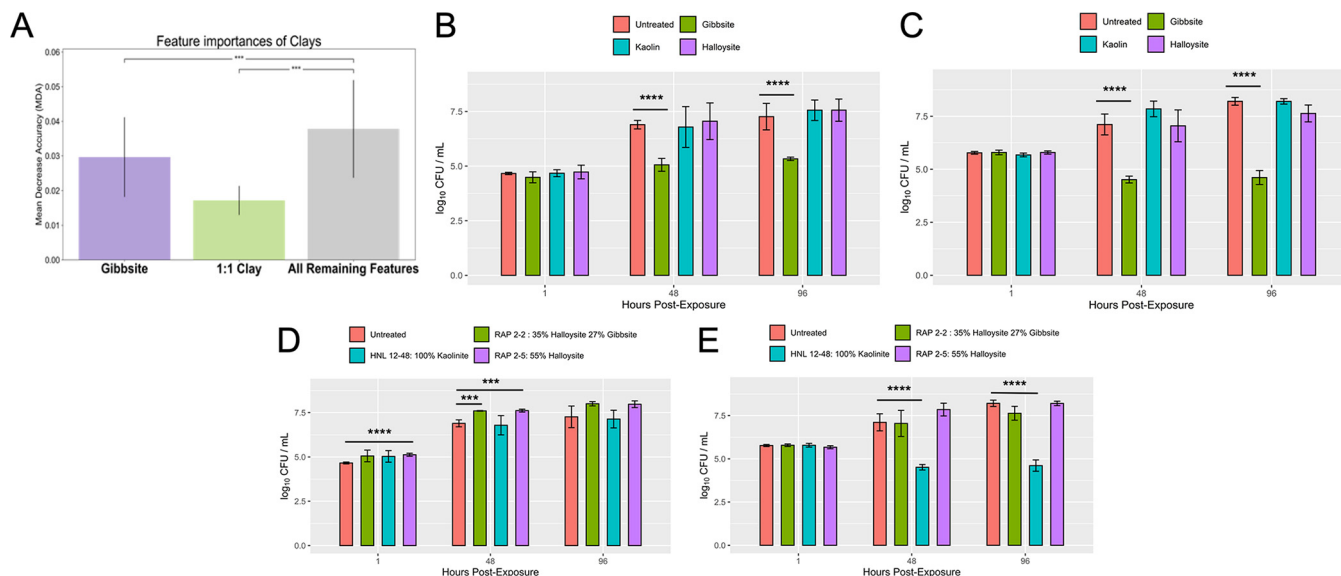 A
Feature importances of Clays
***
***
0.06
0.05
0.04
0.03
0.02
0.01
0.00
Mean Decrease Accuracy (MDA)
Gibbsite
1:1 Clay
All Remaining Features
B
Untreated
Gibbsite
Kaolin
Halloysite
****
****
7.5
5.0
2.5
0.0
log10 CFU / mL
1
48
96
Hours Post-Exposure
C
Untreated
Gibbsite
Kaolin
Halloysite
****
****
7.5
5.0
2.5
0.0
log10 CFU / mL
1
48
96
Hours Post-Exposure
D
Untreated
RAP 2-2 : 35% Halloysite 27% Gibbsite
HNL 12-48: 100% Kaolinite
RAP 2-5: 55% Halloysite
****
***
***
7.5
5.0
2.5
0.0
log10 CFU / mL
1
48
96
Hours Post-Exposure
E
Untreated
RAP 2-2 : 35% Halloysite 27% Gibbsite
HNL 12-48: 100% Kaolinite
RAP 2-5: 55% Halloysite
****
****
7.5
5.0
2.5
0.0
log10 CFU / mL
1
48
96
Hours Post-Exposure